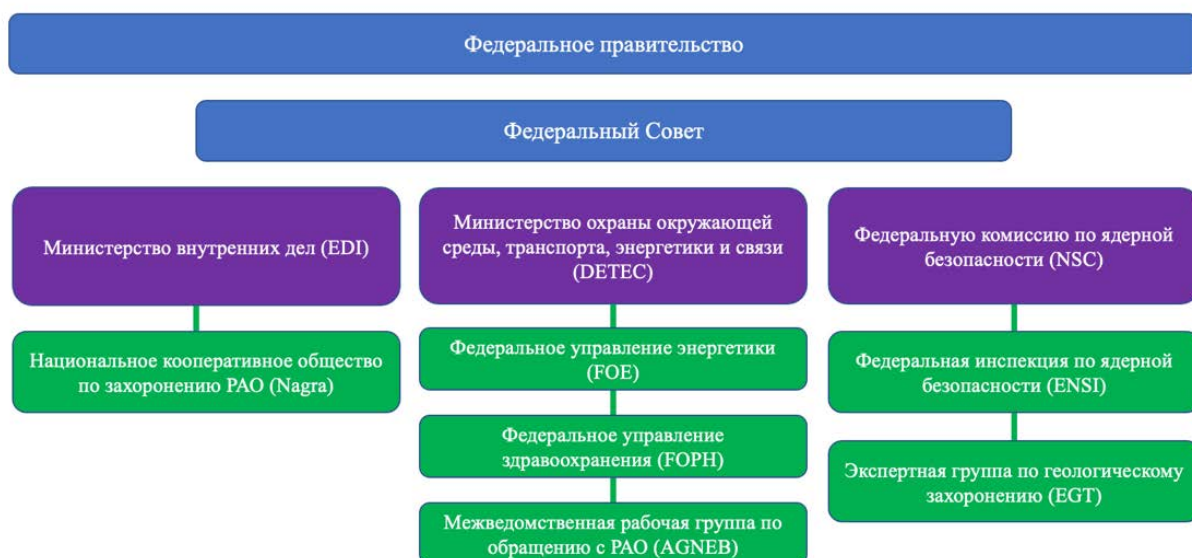 Федеральное правительство
Федеральный Совет
Министерство внутренних дел (EDI)
Национальное кооперативное общество
по захоронению РАО (Nagra)
Министерство охраны окружающей
среды, транспорта, энергетики и связи
(DETEC)
Федеральное управление энергетики
(FOE)
Федеральное управление
здравоохранения (FOPH)
Межведомственная рабочая группа по
обращению с РАО (AGNEB)
Федеральную комиссию по ядерной
безопасности (NSC)
Федеральная инспекция по ядерной
безопасности (ENSI)
Экспертная группа по геологическому
захоронению (EGT)